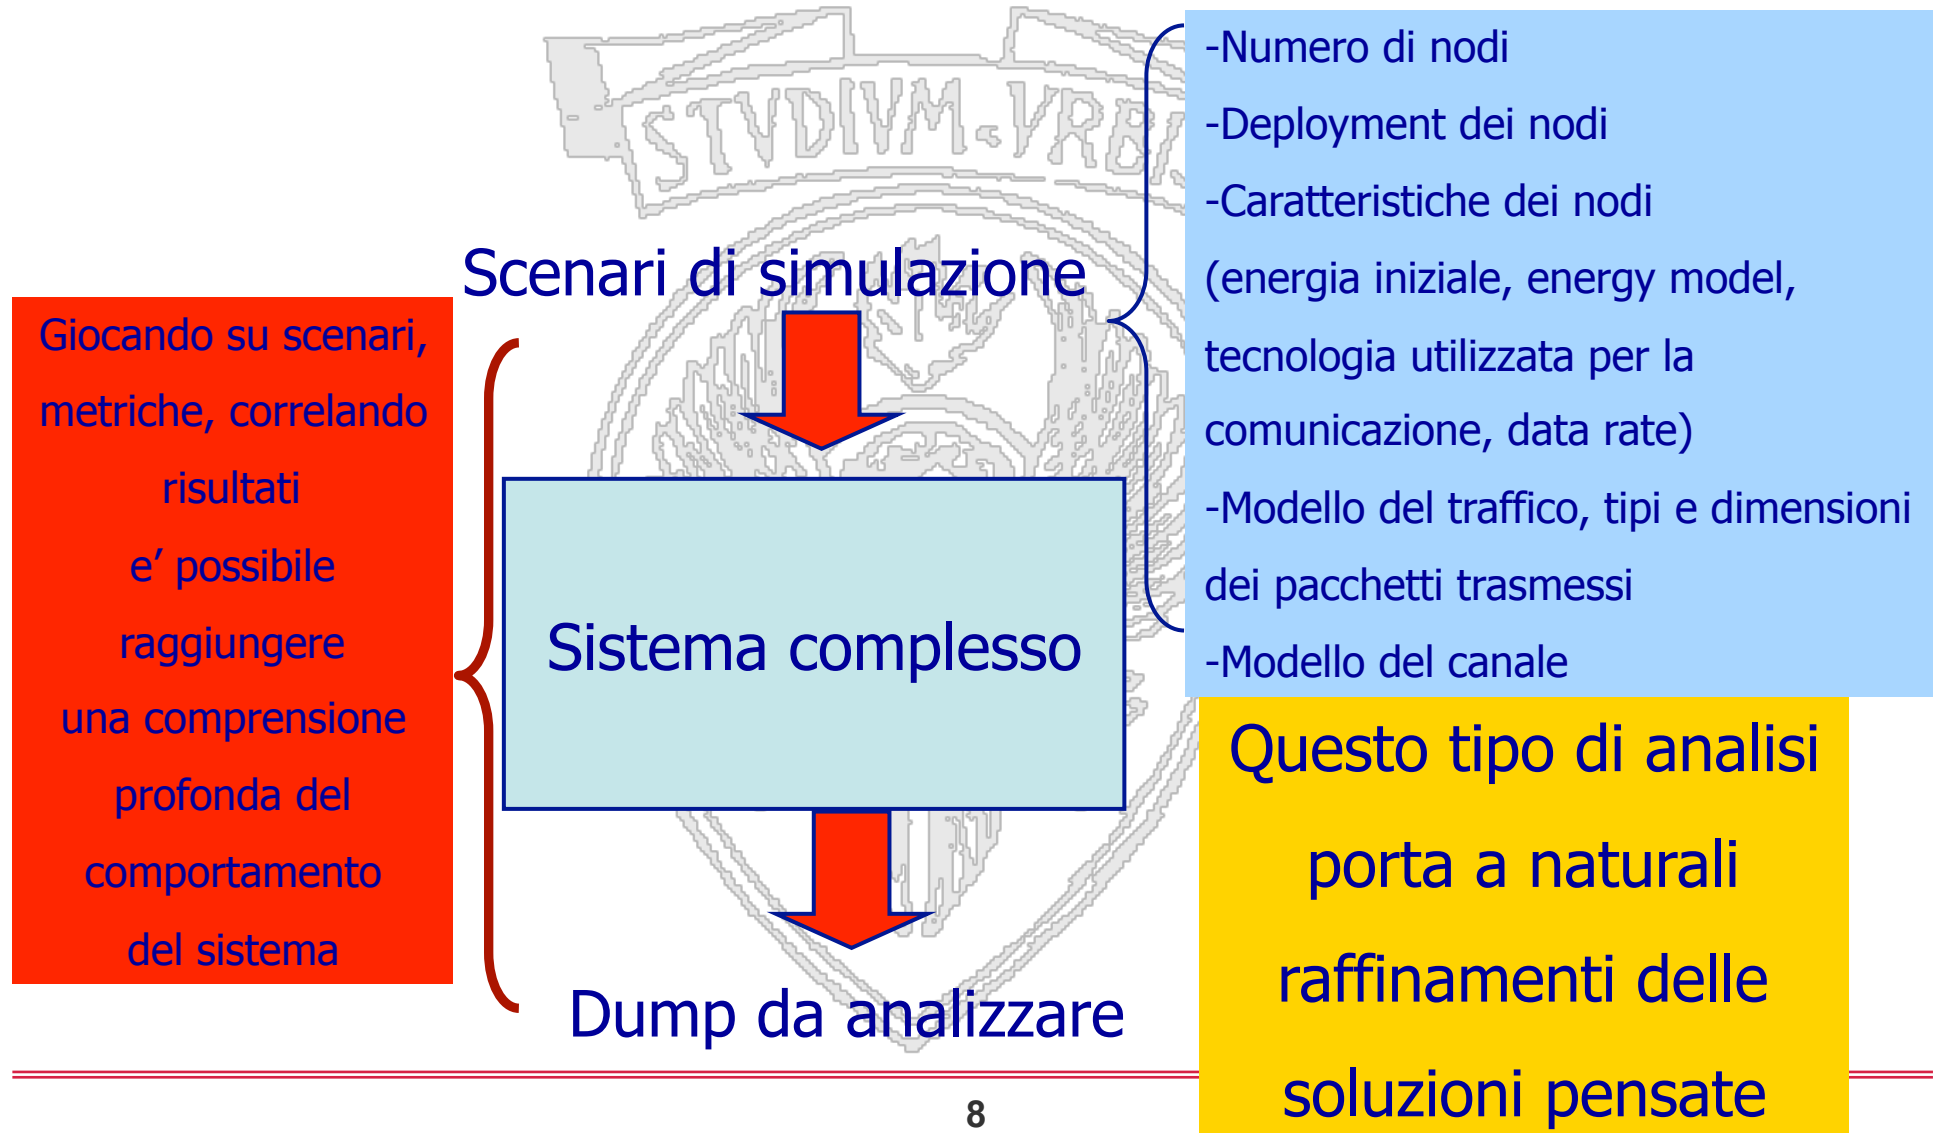 STVDIVM VRBIS
-Numero di nodi
-Deployment dei nodi
-Caratteristiche dei nodi
(energia iniziale, energy model,
tecnologia utilizzata per la
comunicazione, data rate)
-Modello del traffico, tipi e dimensioni
dei pacchetti trasmessi
-Modello del canale
Scenari di simulazione
Giocando su scenari,
metriche, correlando
risultati
e' possibile
raggiungere
una comprensione
profonda del
comportamento
del sistema
Sistema complesso
Dump da analizzare
Questo tipo di analisi
porta a naturali
raffinamenti delle
soluzioni pensate
8